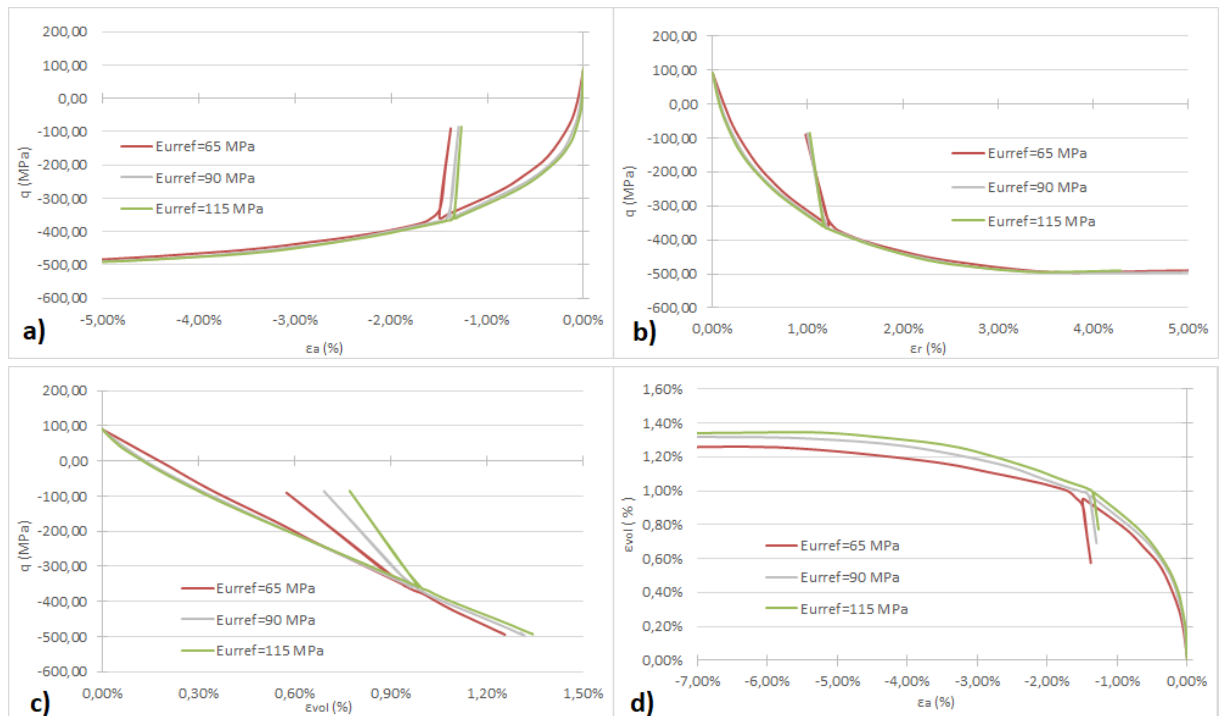 200,00
100,00
0,00
-100,00
-200,00
-300,00
-400,00
-500,00
-600,00
q (MPa)
Eurref=65 MPa
Eurref=90 MPa
Eurref=115 MPa
-5,00% -4,00% -3,00% -2,00% -1,00% 0,00%
εa (%)
a)
200,00
100,00
0,00
-100,00
-200,00
-300,00
-400,00
-500,00
-600,00
q (MPa)
Eurref=65 MPa
Eurref=90 MPa
Eurref=115 MPa
0,00% 1,00% 2,00% 3,00% 4,00% 5,00%
εr (%)
b)
200,00
100,00
0,00
-100,00
-200,00
-300,00
-400,00
-500,00
-600,00
q (MPa)
Eurref=65 MPa
Eurref=90 MPa
Eurref=115 MPa
0,00% 0,30% 0,60% 0,90% 1,20% 1,50%
εvol (%)
c)
1,60%
1,40%
1,20%
1,00%
0,80%
0,60%
0,40%
0,20%
0,00%
εvol ( % )
Eurref=65 MPa
Eurref=90 MPa
Eurref=115 MPa
-7,00% -6,00% -5,00% -4,00% -3,00% -2,00% -1,00% 0,00%
εa (%)
d)